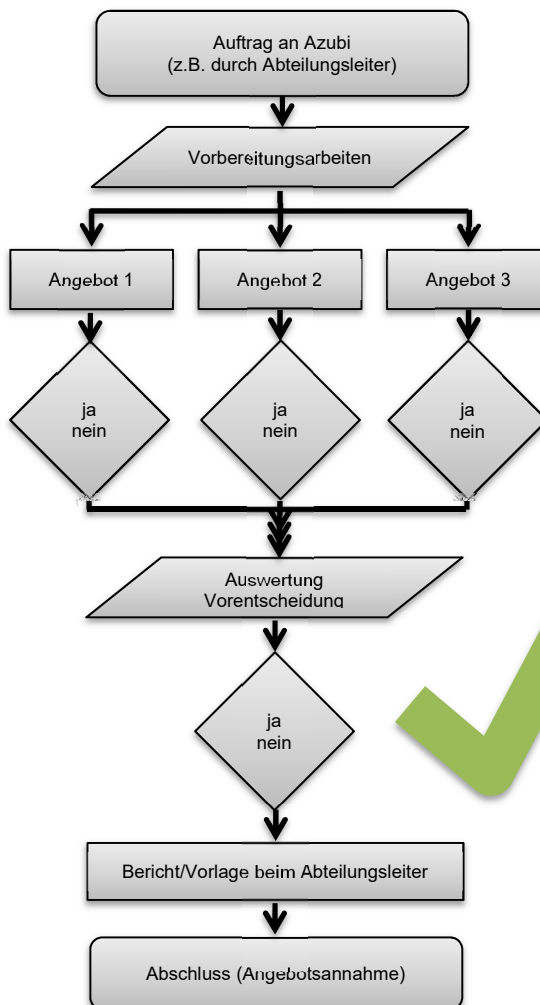 Auftrag an Azubi
(z.B. durch Abteilungsleiter)
Vorbereitungsarbeiten
Angebot 1
Angebot 2
Angebot 3
ja
nein
ja
nein
ja
nein
Auswertung
Vorentscheidung
ja
nein
Bericht/Vorlage beim Abteilungsleiter
Abschluss (Angebotsannahme)